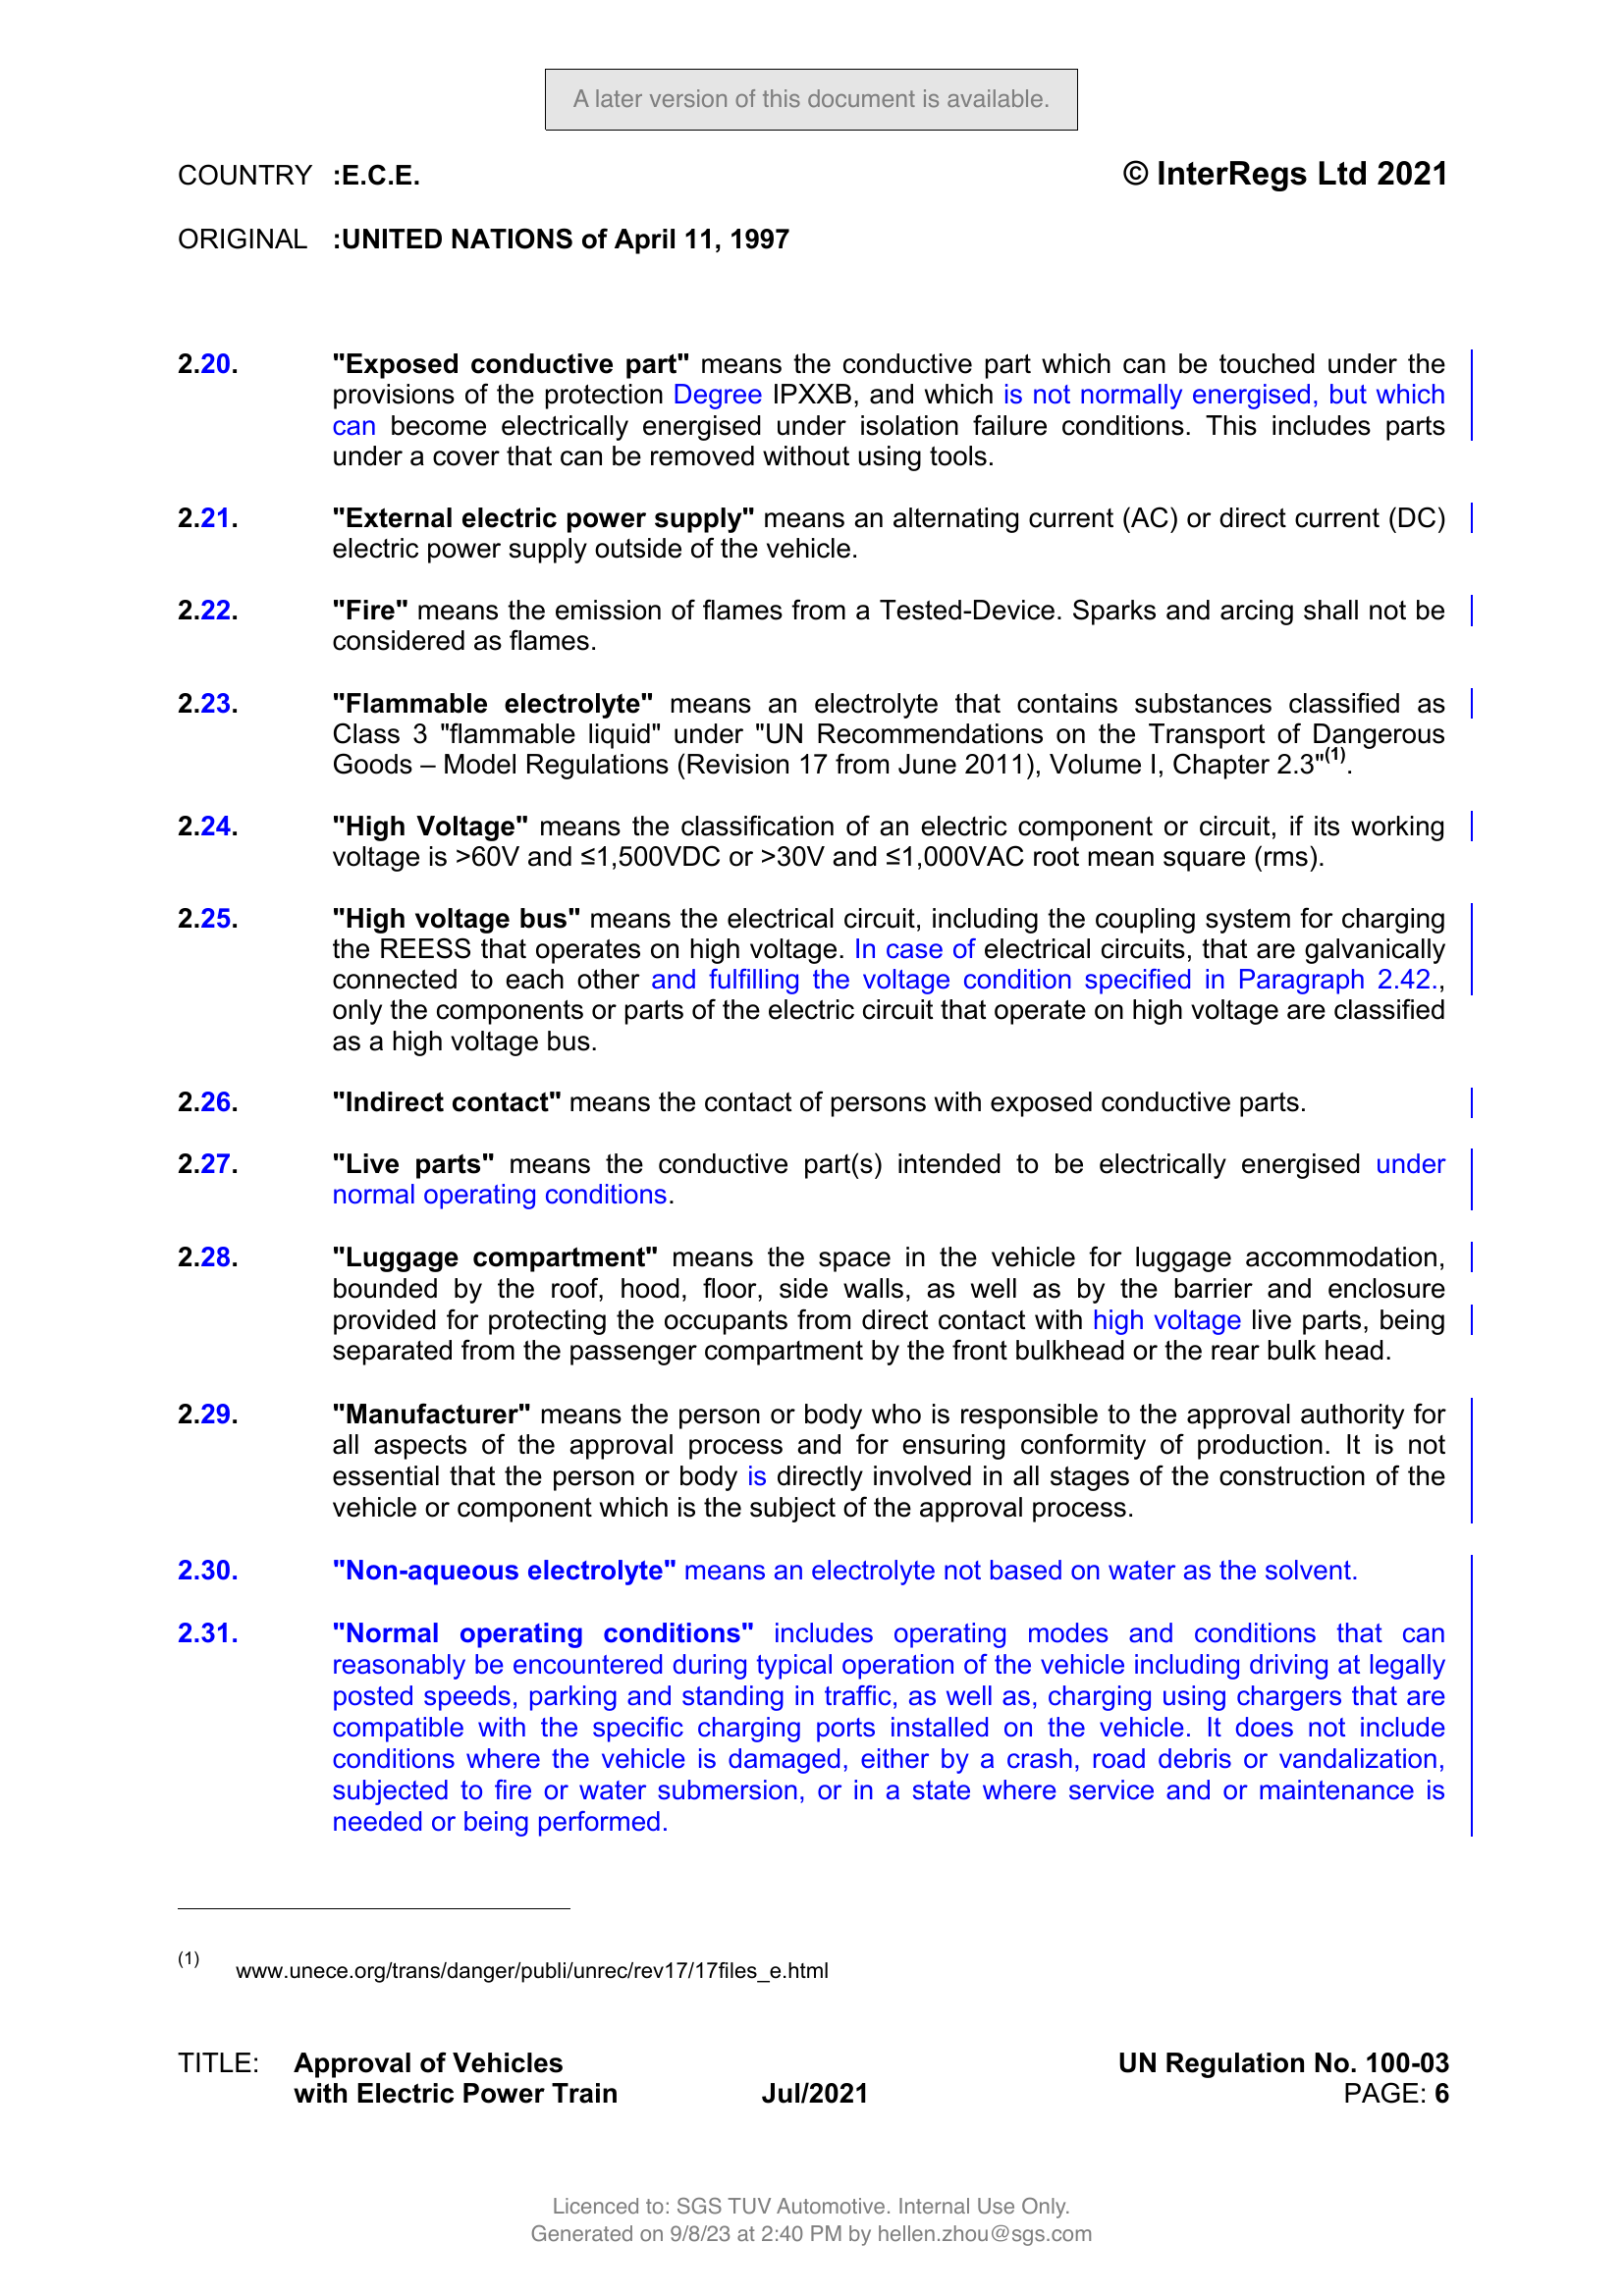 A later version of this document is available.
COUNTRY :E.C.E. © InterRegs Ltd 2021
ORIGINAL :UNITED NATIONS of April 11, 1997
2.20. "Exposed conductive part" means the conductive part which can be touched under the
provisions of the protection Degree IPXXB, and which is not normally energised, but which
can become electrically energised under isolation failure conditions. This includes parts
under a cover that can be removed without using tools.
2.21. "External electric power supply" means an alternating current (AC) or direct current (DC)
electric power supply outside of the vehicle.
2.22. "Fire" means the emission of flames from a Tested-Device. Sparks and arcing shall not be
considered as flames.
2.23. "Flammable electrolyte" means an electrolyte that contains substances classified as
Class 3 "flammable liquid" under "UN Recommendations on the Transport of Dangerous
Goods – Model Regulations (Revision 17 from June 2011), Volume I, Chapter 2.3"(1).
2.24. "High Voltage" means the classification of an electric component or circuit, if its working
voltage is >60V and ≤1,500VDC or >30V and ≤1,000VAC root mean square (rms).
2.25. "High voltage bus" means the electrical circuit, including the coupling system for charging
the REESS that operates on high voltage. In case of electrical circuits, that are galvanically
connected to each other and fulfilling the voltage condition specified in Paragraph 2.42.,
only the components or parts of the electric circuit that operate on high voltage are classified
as a high voltage bus.
2.26. "Indirect contact" means the contact of persons with exposed conductive parts.
2.27. "Live parts" means the conductive part(s) intended to be electrically energised under
normal operating conditions.
2.28. "Luggage compartment" means the space in the vehicle for luggage accommodation,
bounded by the roof, hood, floor, side walls, as well as by the barrier and enclosure
provided for protecting the occupants from direct contact with high voltage live parts, being
separated from the passenger compartment by the front bulkhead or the rear bulk head.
2.29. "Manufacturer" means the person or body who is responsible to the approval authority for
all aspects of the approval process and for ensuring conformity of production. It is not
essential that the person or body is directly involved in all stages of the construction of the
vehicle or component which is the subject of the approval process.
2.30. "Non-aqueous electrolyte" means an electrolyte not based on water as the solvent.
2.31. "Normal operating conditions" includes operating modes and conditions that can
reasonably be encountered during typical operation of the vehicle including driving at legally
posted speeds, parking and standing in traffic, as well as, charging using chargers that are
compatible with the specific charging ports installed on the vehicle. It does not include
conditions where the vehicle is damaged, either by a crash, road debris or vandalization,
subjected to fire or water submersion, or in a state where service and or maintenance is
needed or being performed.
(1) www.unece.org/trans/danger/publi/unrec/rev17/17files_e.html
TITLE: Approval of Vehicles UN Regulation No. 100-03
with Electric Power Train Jul/2021 PAGE: 6
Licenced to: SGS TUV Automotive. Internal Use Only.
Generated on 9/8/23 at 2:40 PM by hellen.zhou@sgs.com